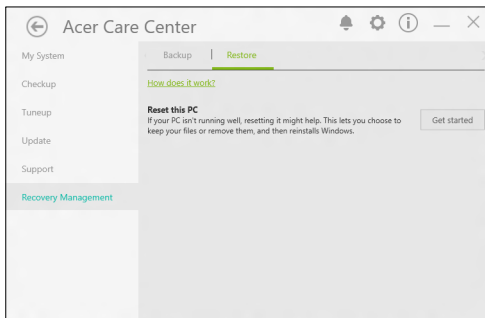 Acer Care Center
My System
Checkup
Tuneup
Update
Support
Recovery Management
Backup
Restore
How does it work?
Reset this PC
If your PC isn't running well, resetting it might help. This lets you choose to
keep your files or remove them, and then reinstalls Windows.
Get started